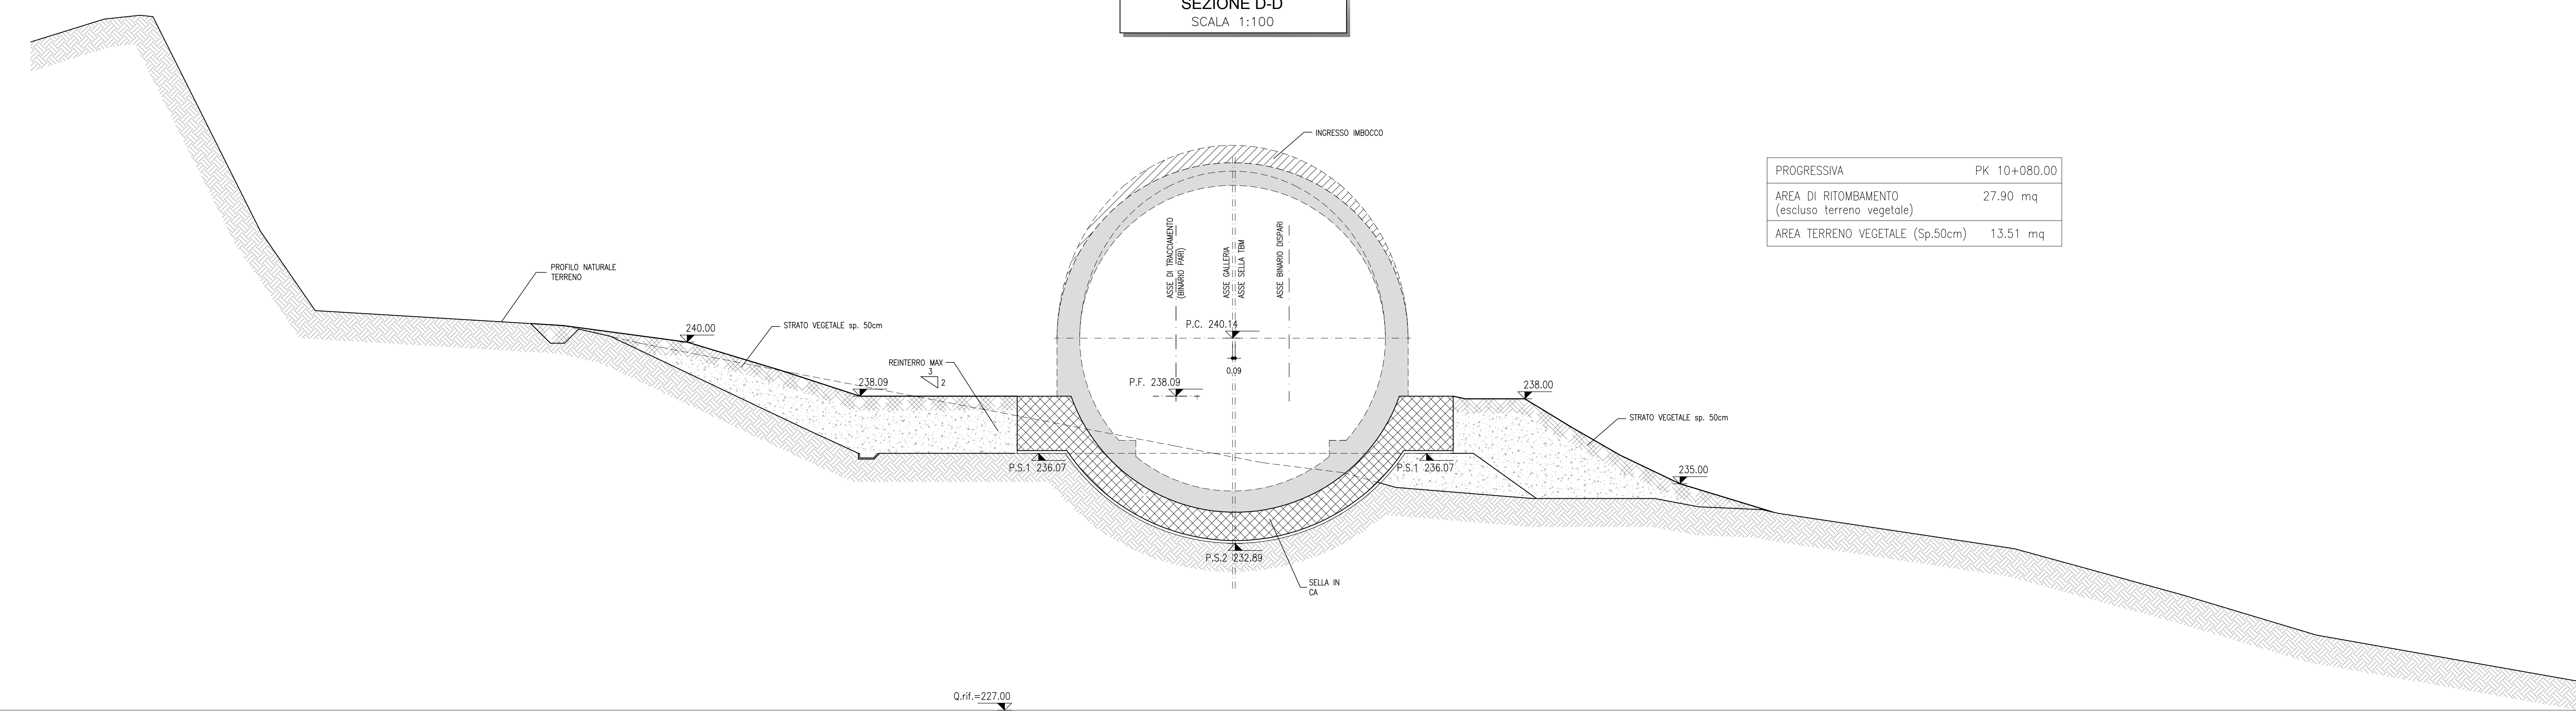 SEZIONE D-D
SCALA 1:100
INGRESSO IMBOCCO
PROGRESSIVA PK 10+080.00
AREA DI RITOMBAMENTO 27.90 mq
(escluso terreno vegetale)
AREA TERRENO VEGETALE (Sp.50cm) 13.51 mq
ASSE DI TRACCIAMENTO
(BINARIO PARI)
ASSE GALLERIA
ASSE SELLA TBM
ASSE BINARIO DISPARI
PROFILO NATURALE
TERRENO
240.00
STRATO VEGETALE sp. 50cm
P.C. 240.14
REINTERRO MAX
3
2
0.09
238.09
P.F. 238.09
238.00
STRATO VEGETALE sp. 50cm
P.S.1 236.07
P.S.1 236.07
235.00
P.S.2 232.89
SELLA IN
CA
Q.rif.=227.00